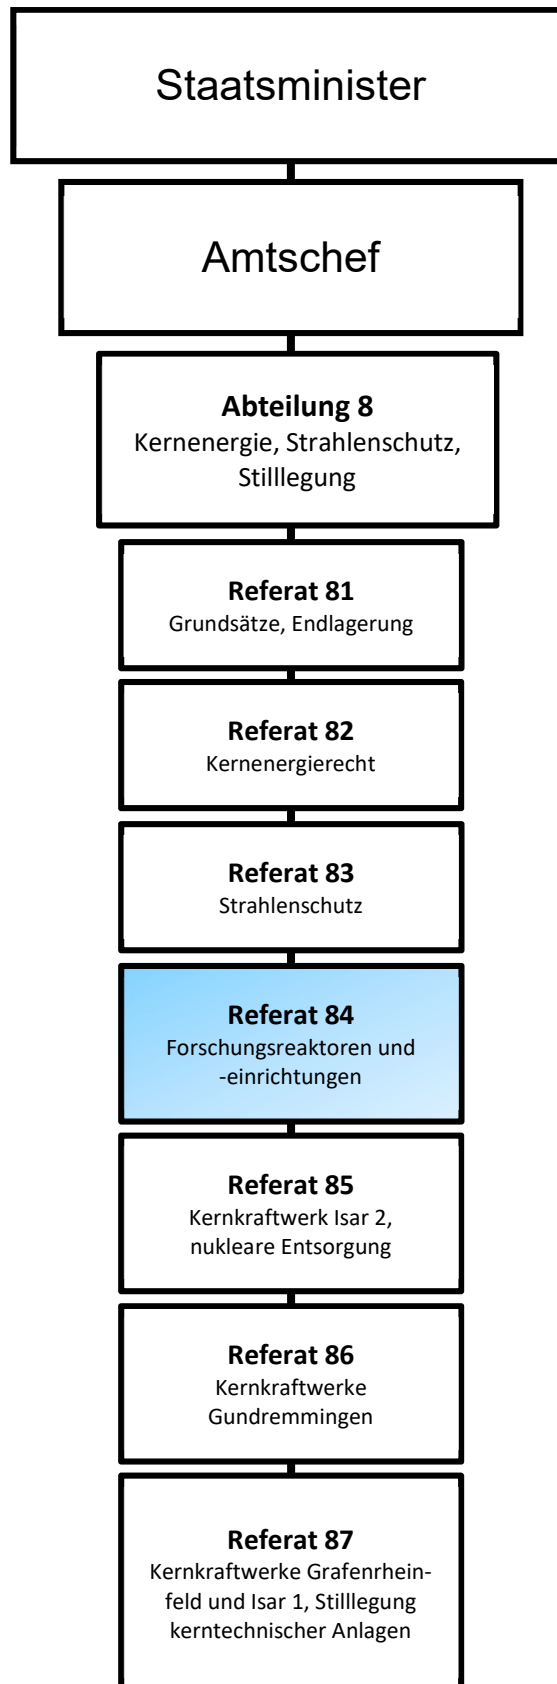 Staatsminister
Amtschef
Abteilung 8
Kernenergie, Strahlenschutz,
Stilllegung
Referat 81
Grundsätze, Endlagerung
Referat 82
Kernenergierecht
Referat 83
Strahlenschutz
Referat 84
Forschungsreaktoren und
-einrichtungen
Referat 85
Kernkraftwerk Isar 2,
nukleare Entsorgung
Referat 86
Kernkraftwerke
Gundremmingen
Referat 87
Kernkraftwerke Grafenrhein-
feld und Isar 1, Stilllegung
kerntechnischer Anlagen